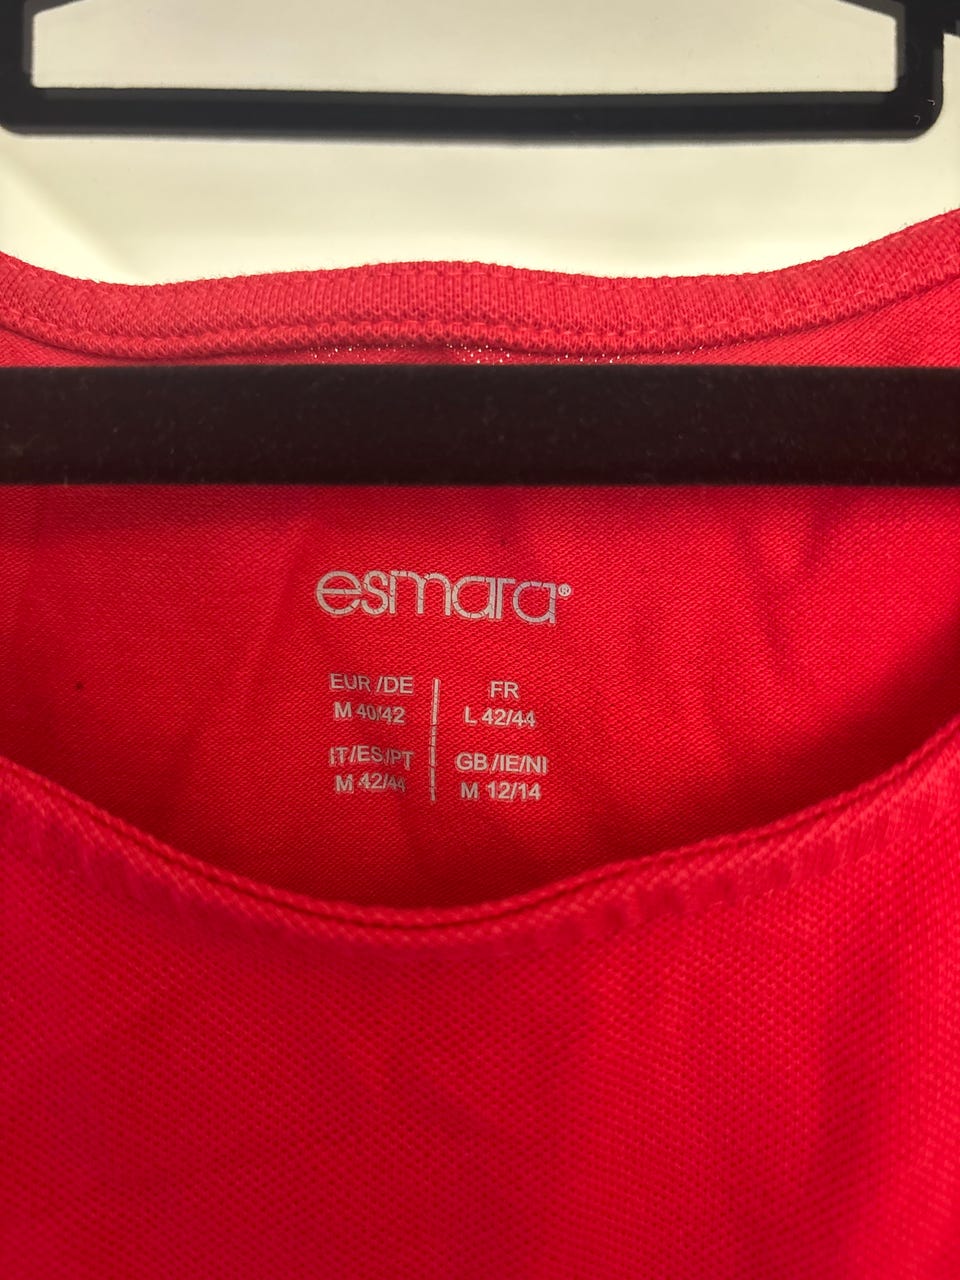 esmara®
EUR/DE
M 40/42
FR
L 42/44
IT/ES/PT
M 42/44
GB/IE/NI
M 12/14